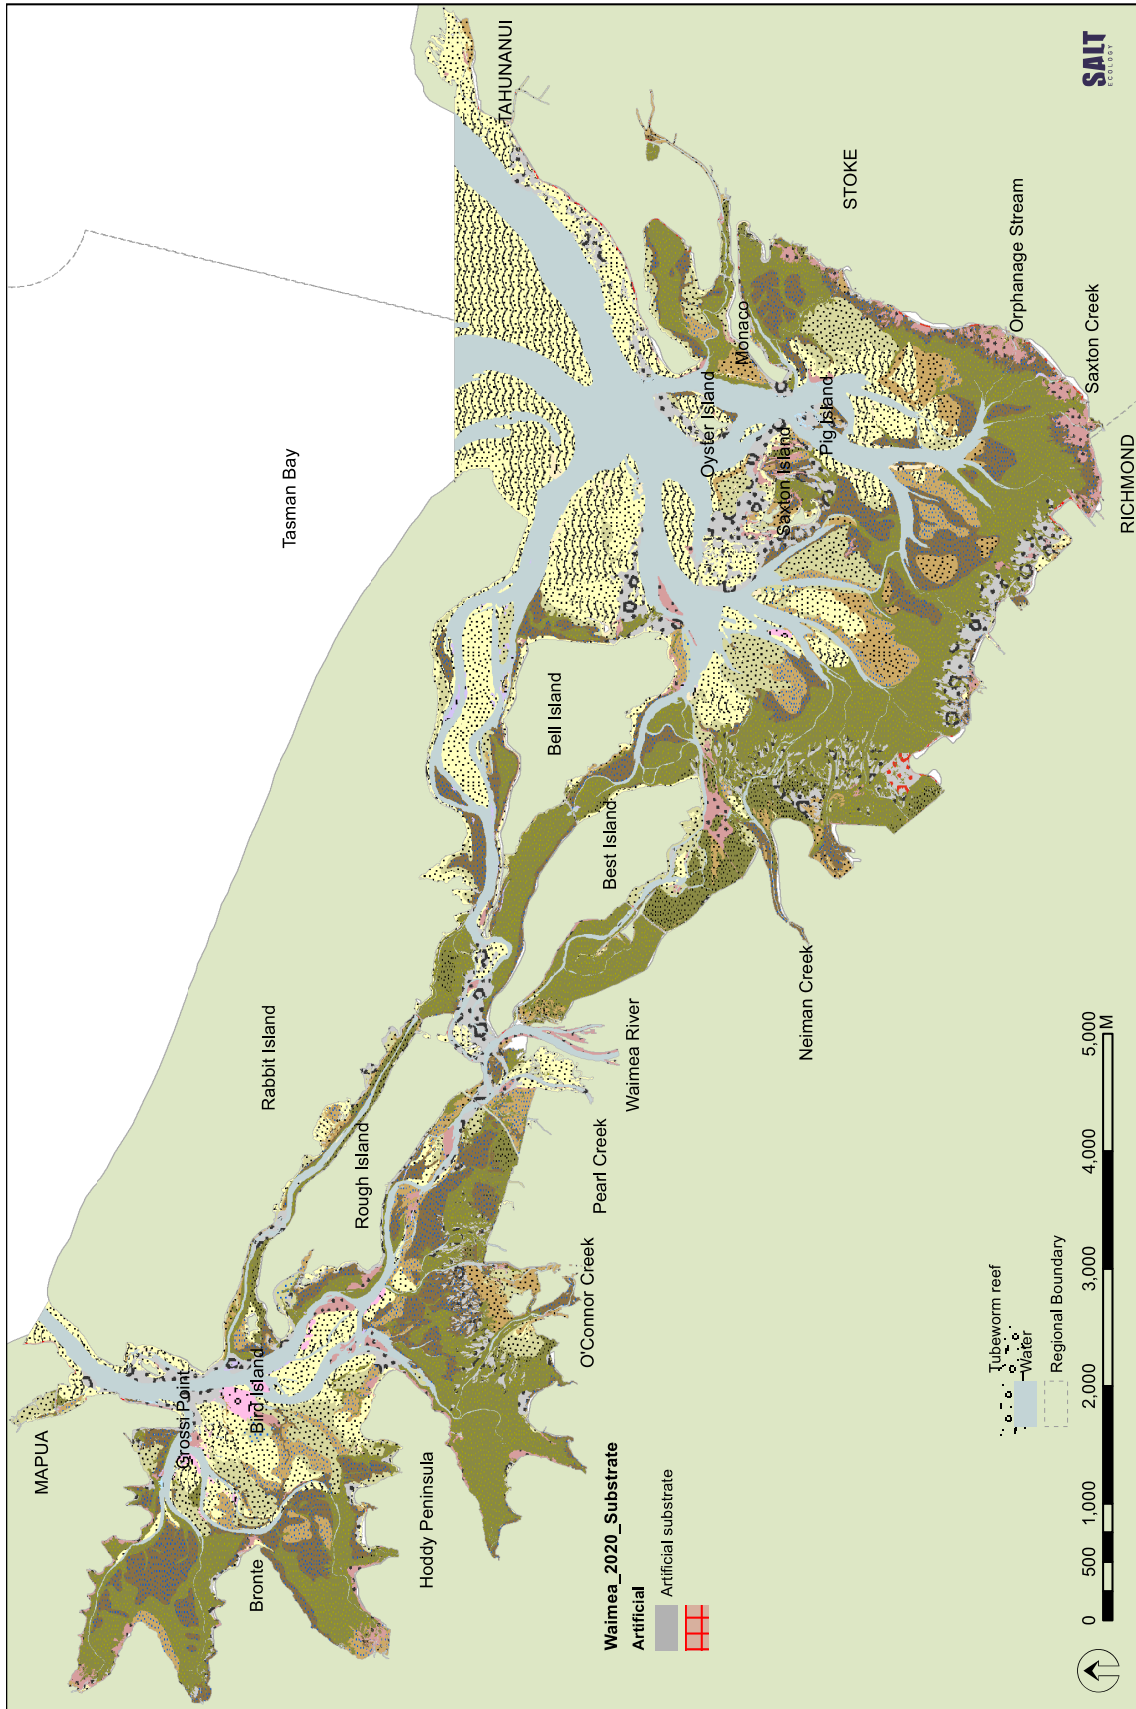 MAPUA
Grossi Point
Bird Island
Bronte
Hoddy Peninsula
Rabbit Island
Rough Island
O'Connor Creek
Pearl Creek
Waimea River
Neiman Creek
Best Island
Bell Island
Tasman Bay
Oyster Island
Saxton Island
Pig Island
Monaco
TAHUNANUI
STOKE
Orphanage Stream
Saxton Creek
RICHMOND
SALT
ECOLOGY
Waimea_2020_Substrate
Artificial
Artificial substrate
Tubeworm reef
Water
Regional Boundary
0 500 1,000 2,000 3,000 4,000 5,000
M